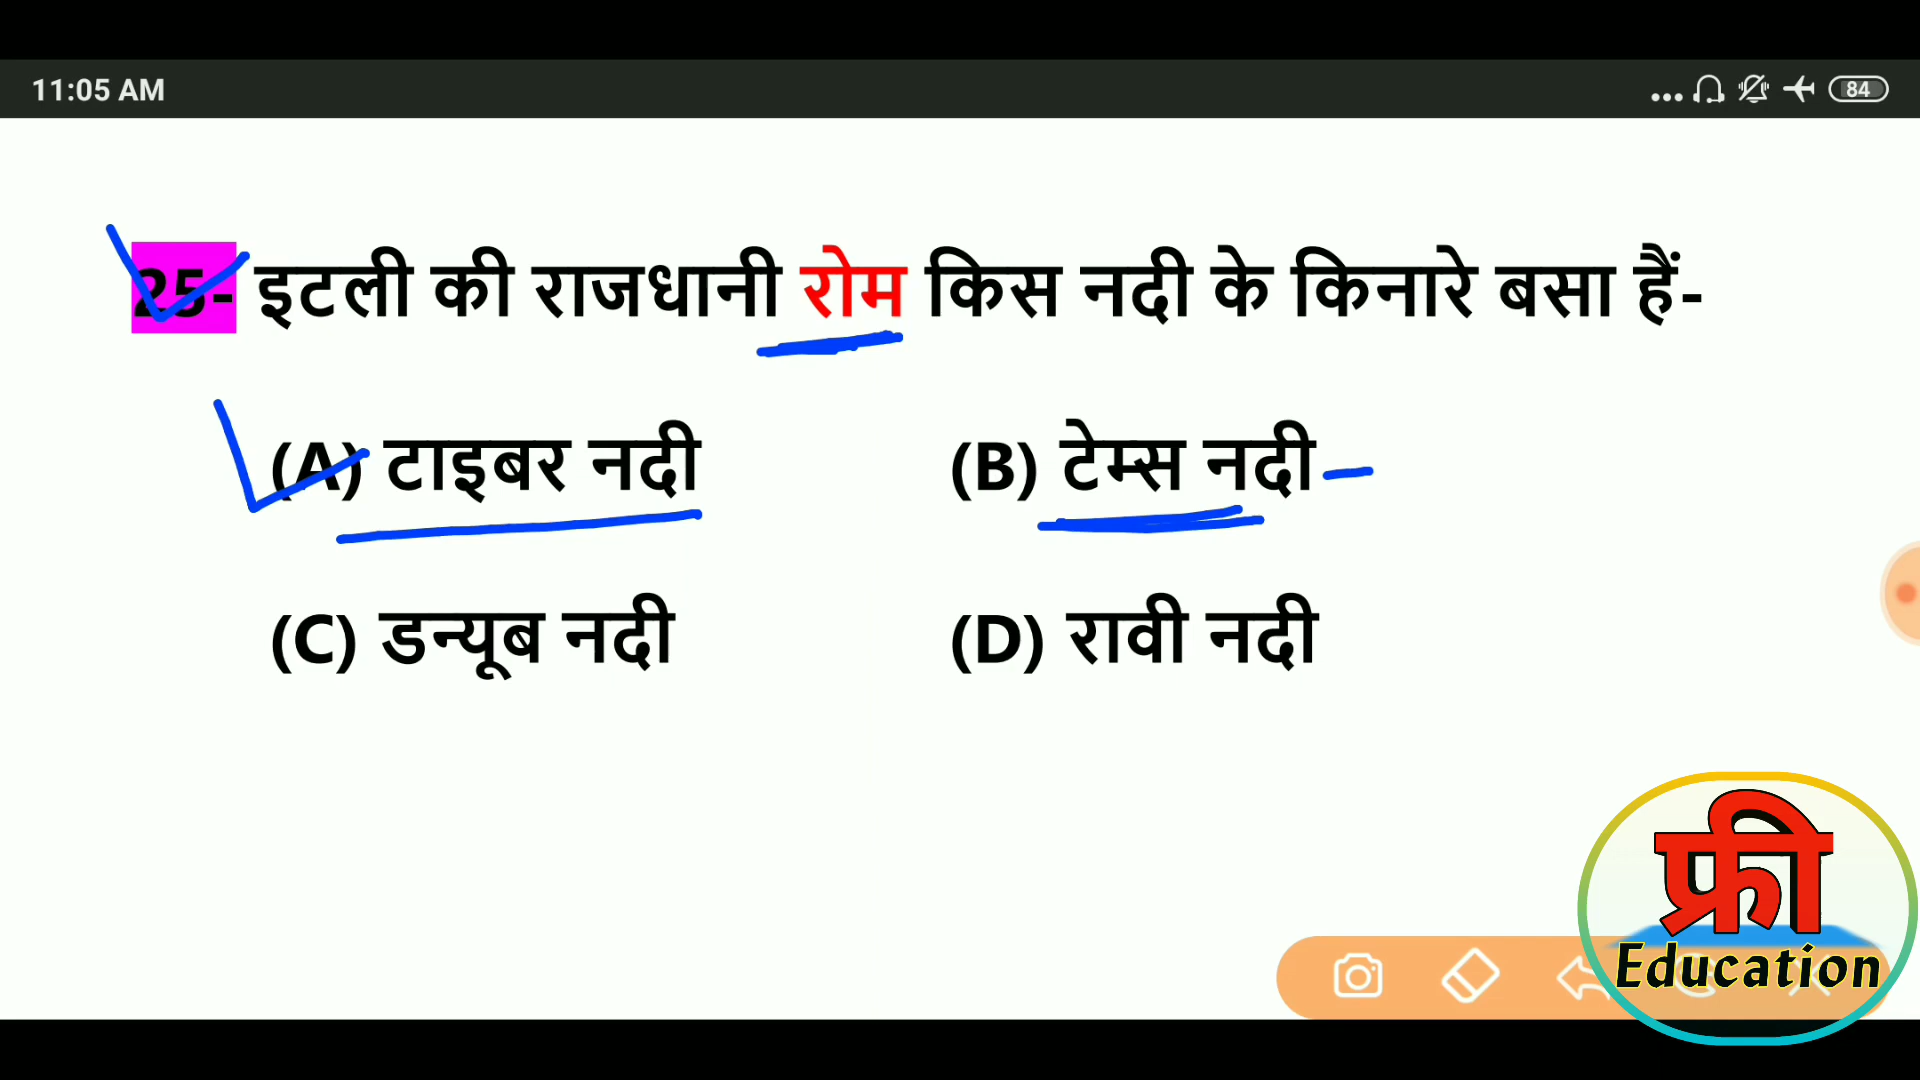 11:05 AM
84
25- इटली की राजधानी रोम किस नदी के किनारे बसा हैं-
(A) टाइबर नदी (B) टेम्स नदी
(C) डन्यूब नदी (D) रावी नदी
फ्री
Education